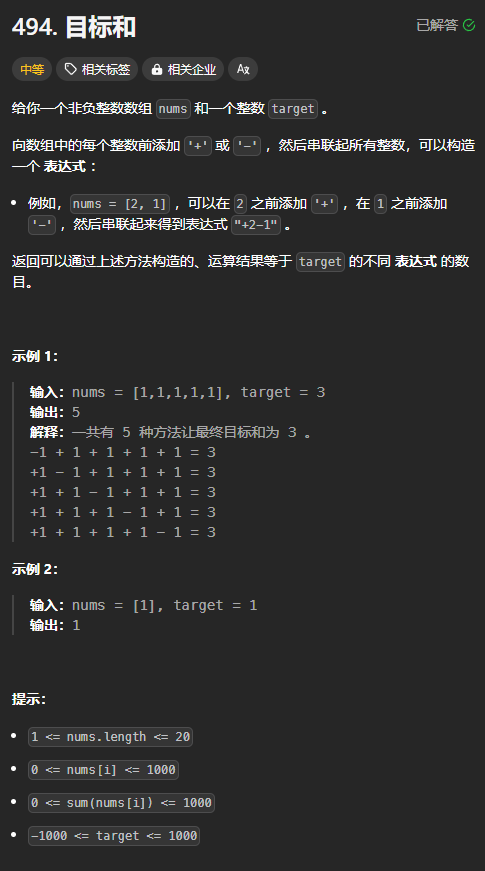 494. 目标和
已解答
中等
相关标签
相关企业
给你一个非负整数数组 nums 和一个整数 target 。
向数组中的每个整数前添加 '+' 或 '-' ，然后串联起所有整数，可以构造
一个 表达式 ：
例如，nums = [2, 1] ，可以在 2 之前添加 '+' ，在 1 之前添加
'-' ，然后串联起来得到表达式 "+2-1" 。
返回可以通过上述方法构造的、运算结果等于 target 的不同 表达式 的数
目。
示例 1：
输入：nums = [1,1,1,1,1], target = 3
输出：5
解释：一共有 5 种方法让最终目标和为 3 。
-1 + 1 + 1 + 1 + 1 = 3
+1 - 1 + 1 + 1 + 1 = 3
+1 + 1 - 1 + 1 + 1 = 3
+1 + 1 + 1 - 1 + 1 = 3
+1 + 1 + 1 + 1 - 1 = 3
示例 2：
输入：nums = [1], target = 1
输出：1
提示：
1 <= nums.length <= 20
0 <= nums[i] <= 1000
0 <= sum(nums[i]) <= 1000
-1000 <= target <= 1000